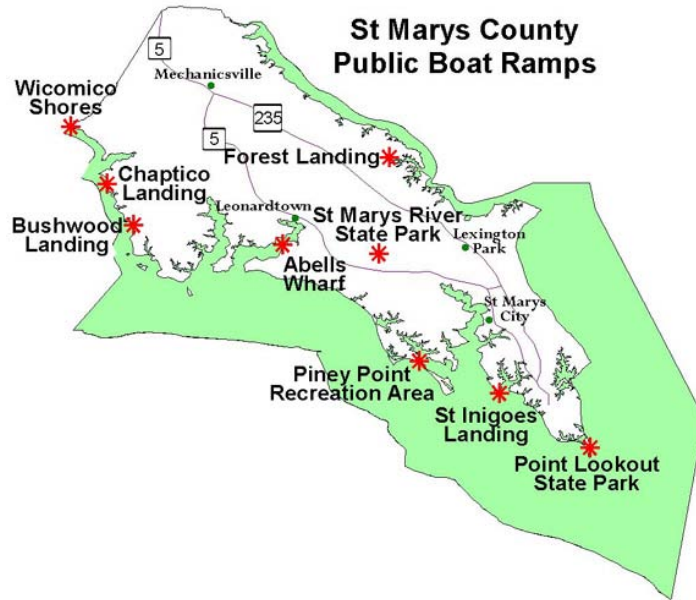 St Marys County
Public Boat Ramps
5
Mechanicsville
Wicomico
Shores
235
5
Forest Landing
Chaptico
Landing
Leonardtown
St Marys River
State Park
Bushwood
Landing
Lexington
Park
Abells
Wharf
St Marys
City
Piney Point
Recreation Area
St Inigoes
Landing
Point Lookout
State Park